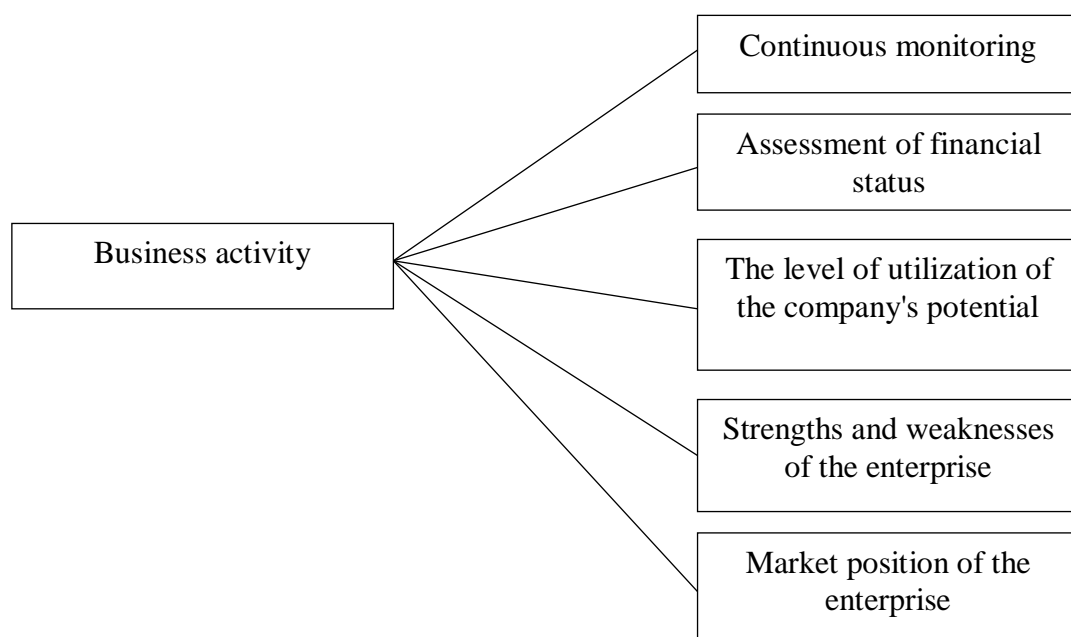 Continuous monitoring
Assessment of financial
status
Business activity
The level of utilization of
the company's potential
Strengths and weaknesses
of the enterprise
Market position of the
enterprise